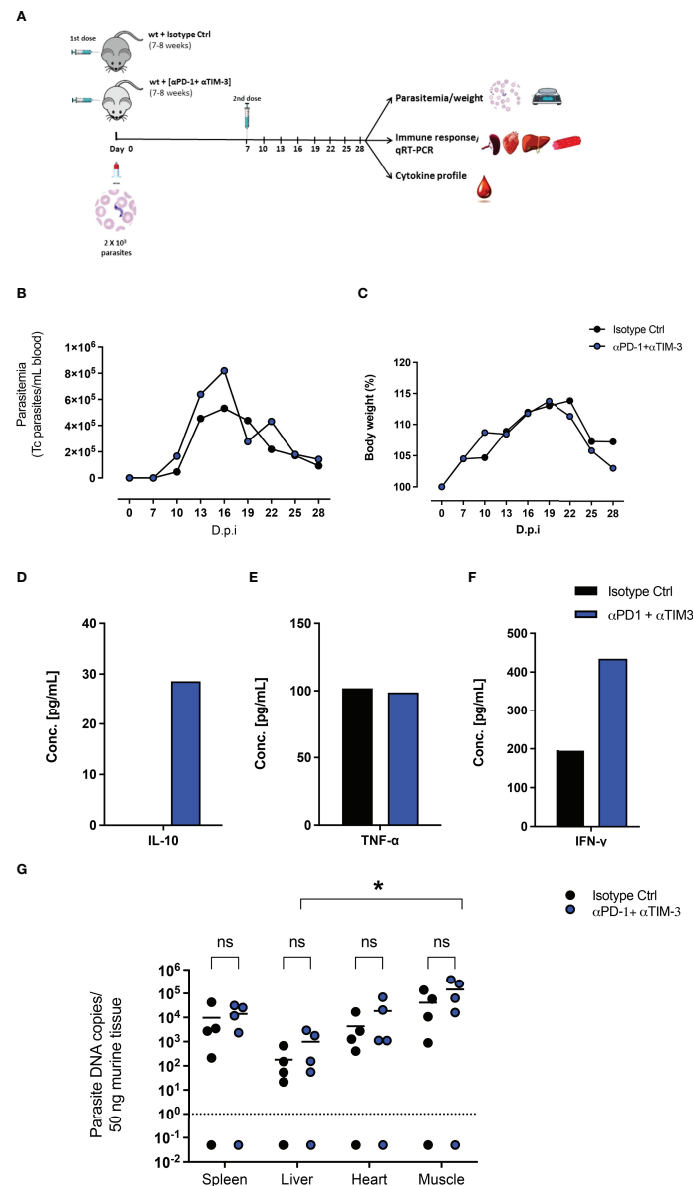 A
1st dose
wt + Isotype Ctrl
(7-8 weeks)
wt + [αPD-1+ αTIM-3]
(7-8 weeks)
2nd dose
Day 0
7 10 13 16 19 22 25 28
Parasitemia/weight
Immune response/
qRT-PCR
Cytokine profile
2 X 10³
parasites
B
Parasitemia
(Tc parasites/mL blood)
1×10⁶
8×10⁵
6×10⁵
4×10⁵
2×10⁵
0
0 7 10 13 16 19 22 25 28
D.p.i
C
Isotype Ctrl
αPD-1+αTIM-3
Body weight (%)
120
115
110
105
100
0 7 10 13 16 19 22 25 28
D.p.i
D
Conc. [pg/mL]
40
30
20
10
0
IL-10
E
Conc. [pg/mL]
150
100
50
0
TNF-α
F
Isotype Ctrl
αPD1 + αTIM3
Conc. [pg/mL]
500
400
300
200
100
0
IFN-γ
G
*
Isotype Ctrl
αPD-1+ αTIM-3
ns ns ns ns
Parasite DNA copies/
50 ng murine tissue
10⁶
10⁵
10⁴
10³
10²
10¹
10⁰
10⁻¹
10⁻²
Spleen Liver Heart Muscle